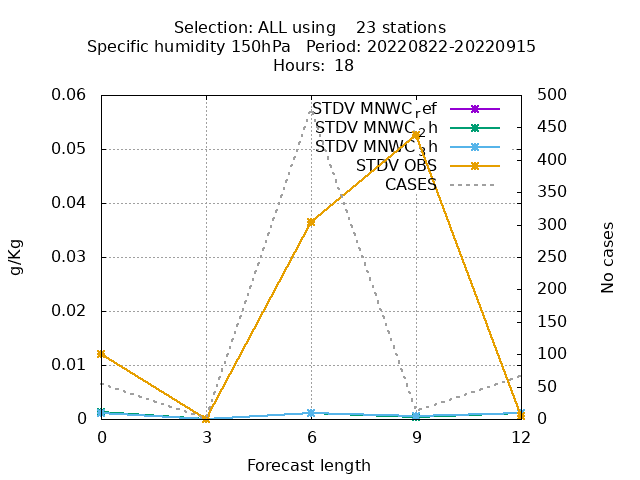 Selection: ALL using    23 stations
Specific humidity 150hPa   Period: 20220822-20220915
Hours:  18
STDV MNWC_ref
STDV MNWC_2h
STDV MNWC_3h
STDV OBS
CASES
0.06
0.05
0.04
0.03
0.02
0.01
0
500
450
400
350
300
250
200
150
100
50
0
g/Kg
No cases
0 3 6 9 12
Forecast length